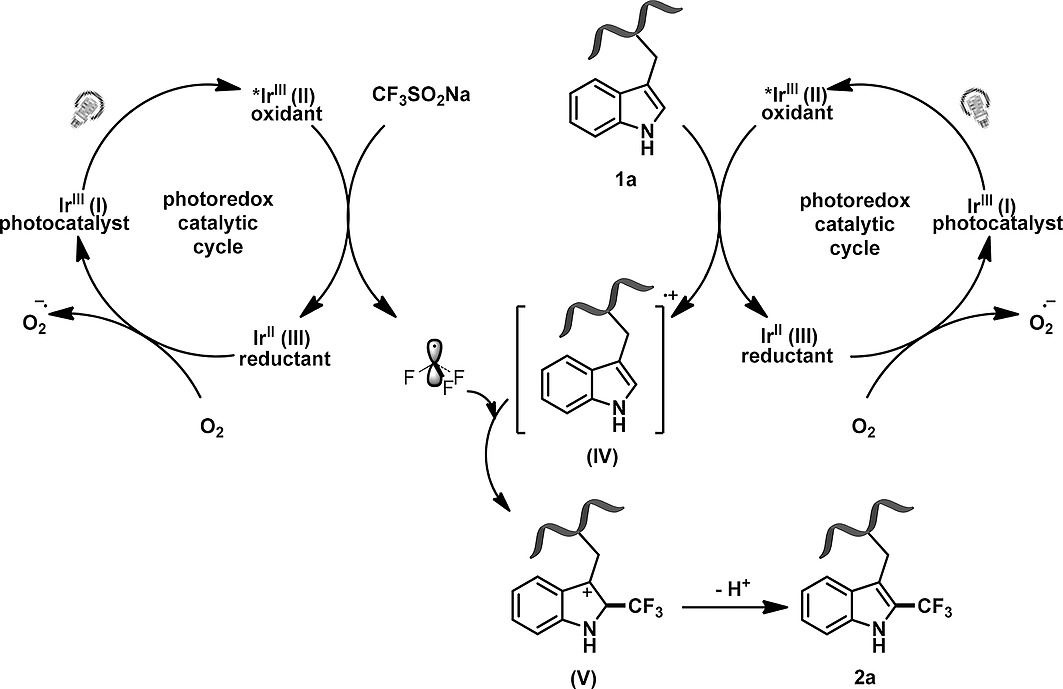 *Ir^III (II)
oxidant
CF₃SO₂Na
Ir^III (I)
photocatalyst
photoredox
catalytic
cycle
O₂^–·
Ir^II (III)
reductant
O₂
F
F
F
N
H
1a
*Ir^III (II)
oxidant
photoredox
catalytic
cycle
Ir^III (I)
photocatalyst
·+
N
H
(IV)
Ir^II (III)
reductant
O₂^–·
O₂
+
CF₃
N
H
(V)
- H⁺
CF₃
N
H
2a